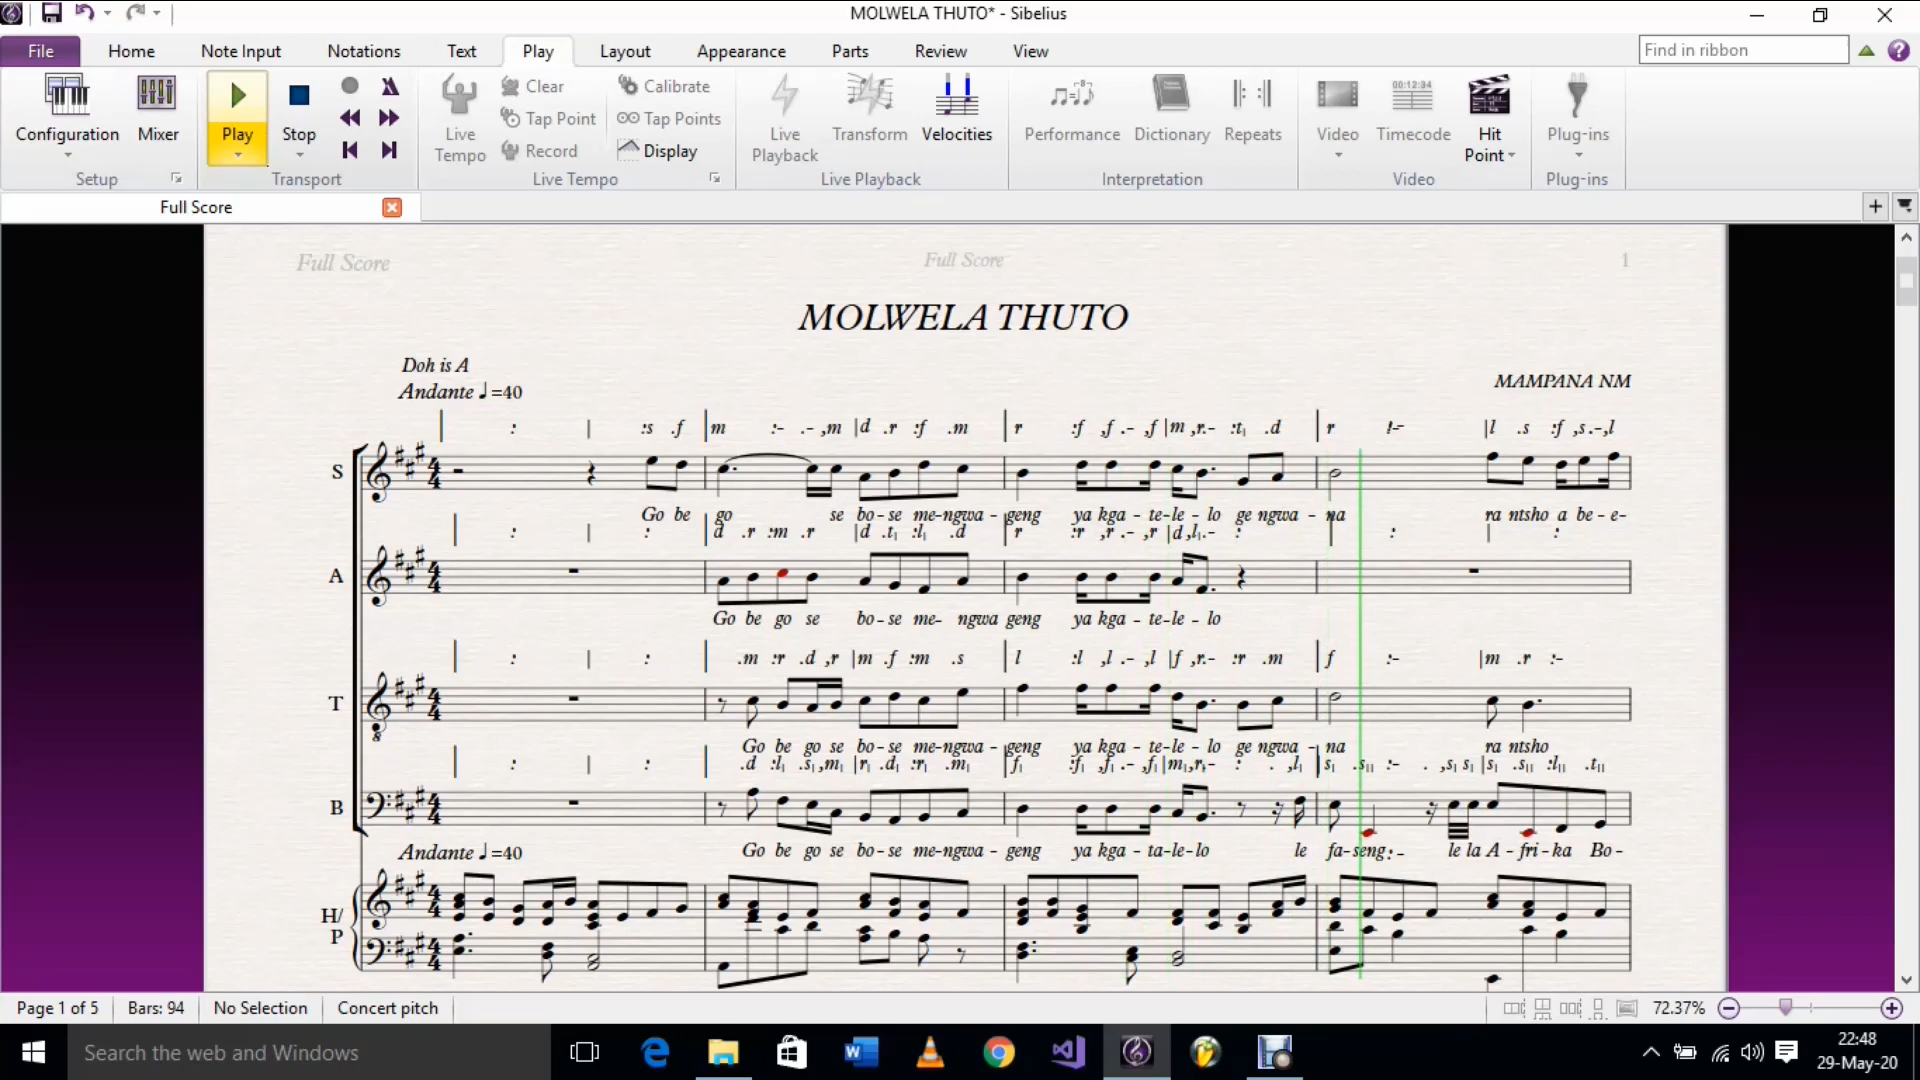 MOLWELA THUTO* - Sibelius
File Home Note Input Notations Text Play Layout Appearance Parts Review View Find in ribbon
Configuration Mixer Play Stop Live Tempo Clear Tap Point Record Calibrate Tap Points Display Live Playback Transform Velocities Performance Dictionary Repeats Video Timecode Hit Point Plug-ins
00:12:34
Setup Transport Live Tempo Live Playback Interpretation Video Plug-ins
Full Score
Full Score Full Score 1
MOLWELA THUTO
Doh is A
Andante ♩=40 MAMPANA NM
| : | :s .f |m :- .- ,m |d .r :f .m |r :f ,f .- ,f |m ,r.- :t₁ .d |r :- |l .s :f ,s.-,l
S
Go be go se bo - se me-ngwa - geng ya kga - te-le - lo ge ngwa - na ra ntsho a be - e-
| : | : |d .r :m .r |d .t₁ :l₁ .d |r :r ,r .- ,r |d ,l₁.- : | : | :
A
Go be go se bo - se me- ngwa geng ya kga - te-le - lo
| : | : | .m :r .d ,r |m .f :m .s |l :l ,l .- ,l |f ,r.- :r .m |f :- |m .r :-
T
Go be go se bo - se me-ngwa - geng ya kga - te-le - lo ge ngwa - na ra ntsho
B
Go be go se bo - se me-ngwa - geng ya kga - ta-le-lo le fa-seng:- le la A - fri - ka Bo -
Andante ♩=40
H/
P
Page 1 of 5 Bars: 94 No Selection Concert pitch 72.37%
Search the web and Windows 22:48
29-May-20